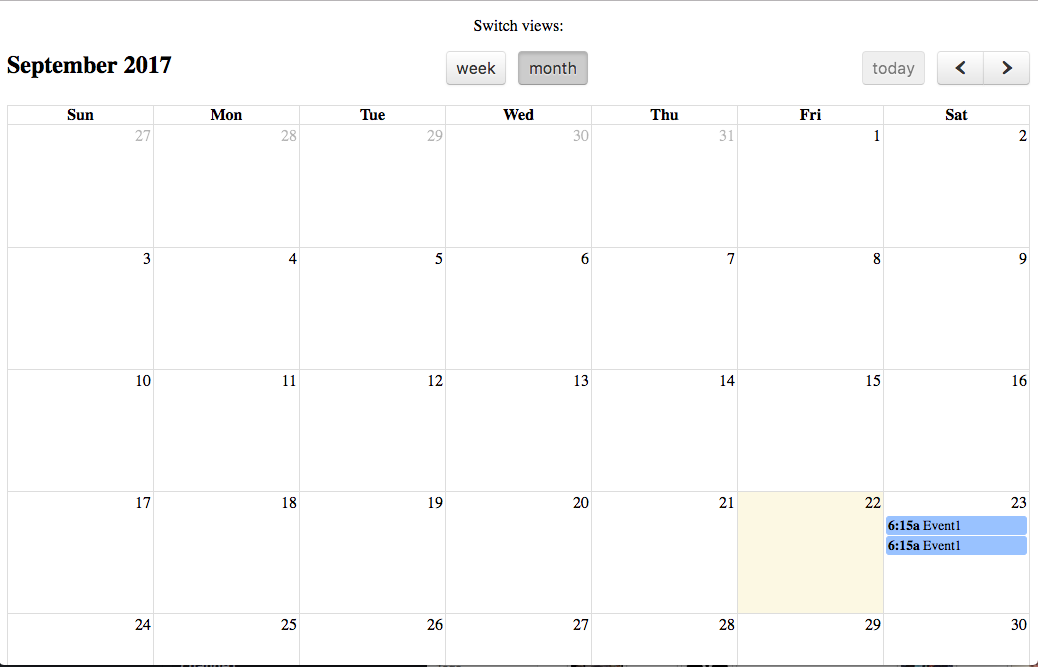 Switch views:
September 2017
week month
today
Sun Mon Tue Wed Thu Fri Sat
27 28 29 30 31 1 2
3 4 5 6 7 8 9
10 11 12 13 14 15 16
17 18 19 20 21 22 23
6:15a Event1
6:15a Event1
24 25 26 27 28 29 30